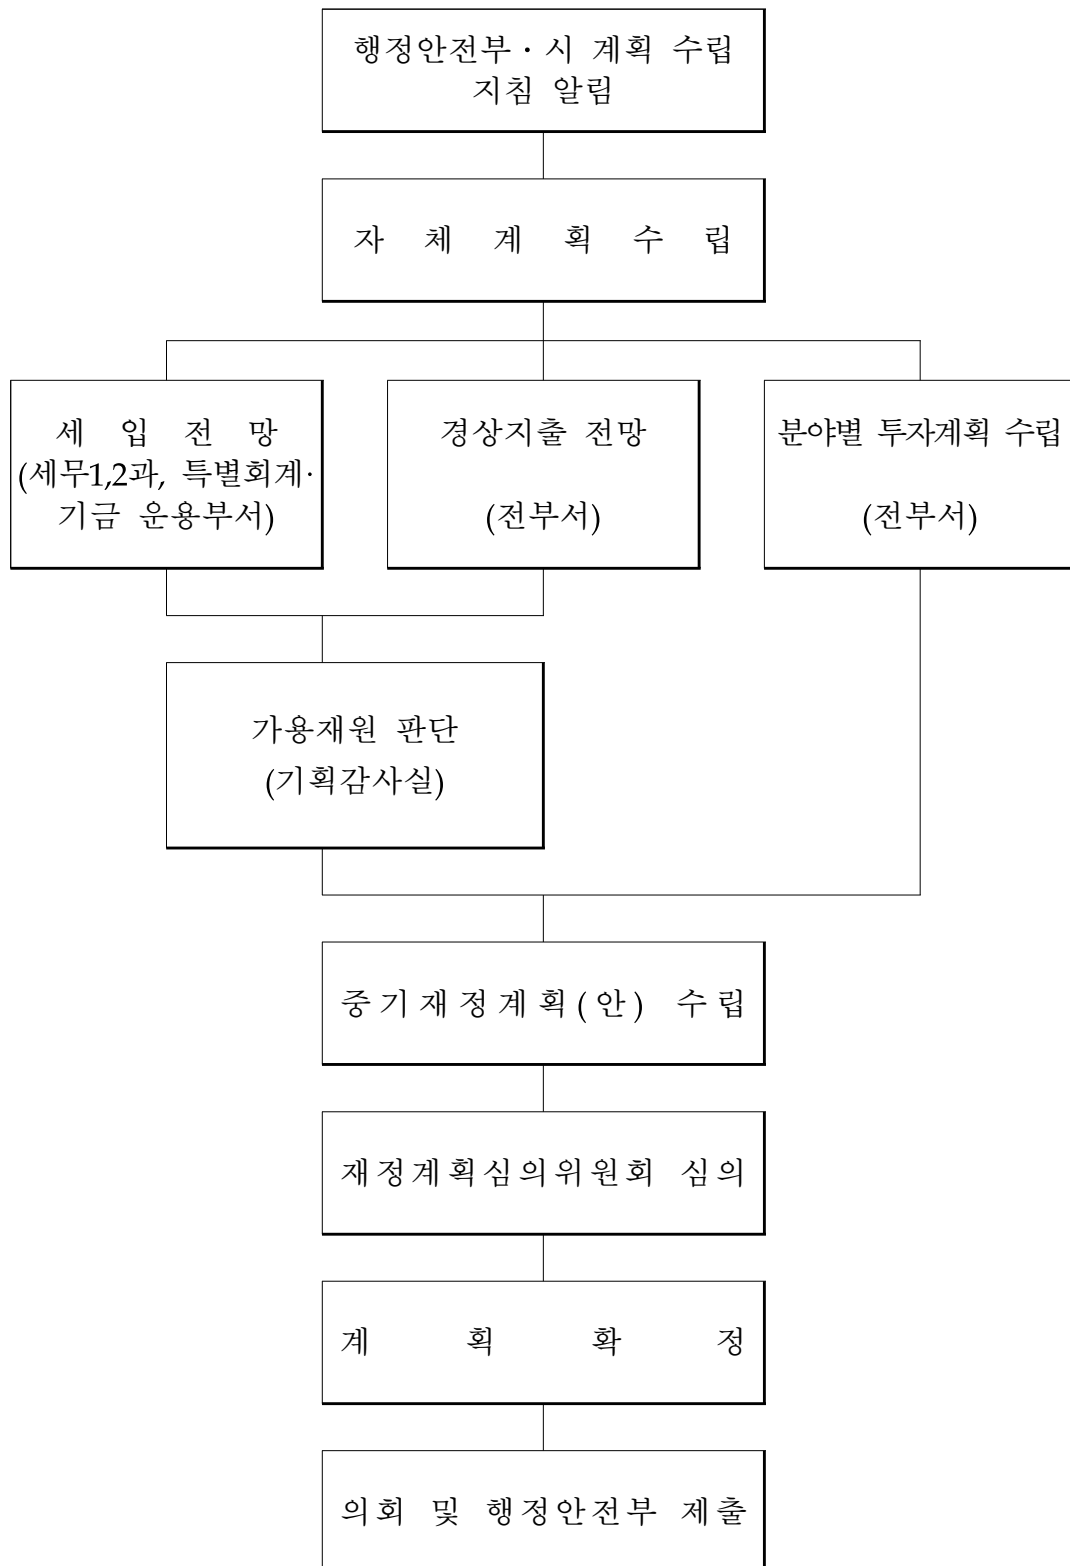 행정안전부 · 시 계획 수립
지침 알림
자 체 계 획 수 립
세 입 전 망
(세무1,2과, 특별회계·
기금 운용부서)
경상지출 전망
(전부서)
분야별 투자계획 수립
(전부서)
가용재원 판단
(기획감사실)
중기재정계획(안) 수립
재정계획심의위원회 심의
계 획 확 정
의회 및 행정안전부 제출